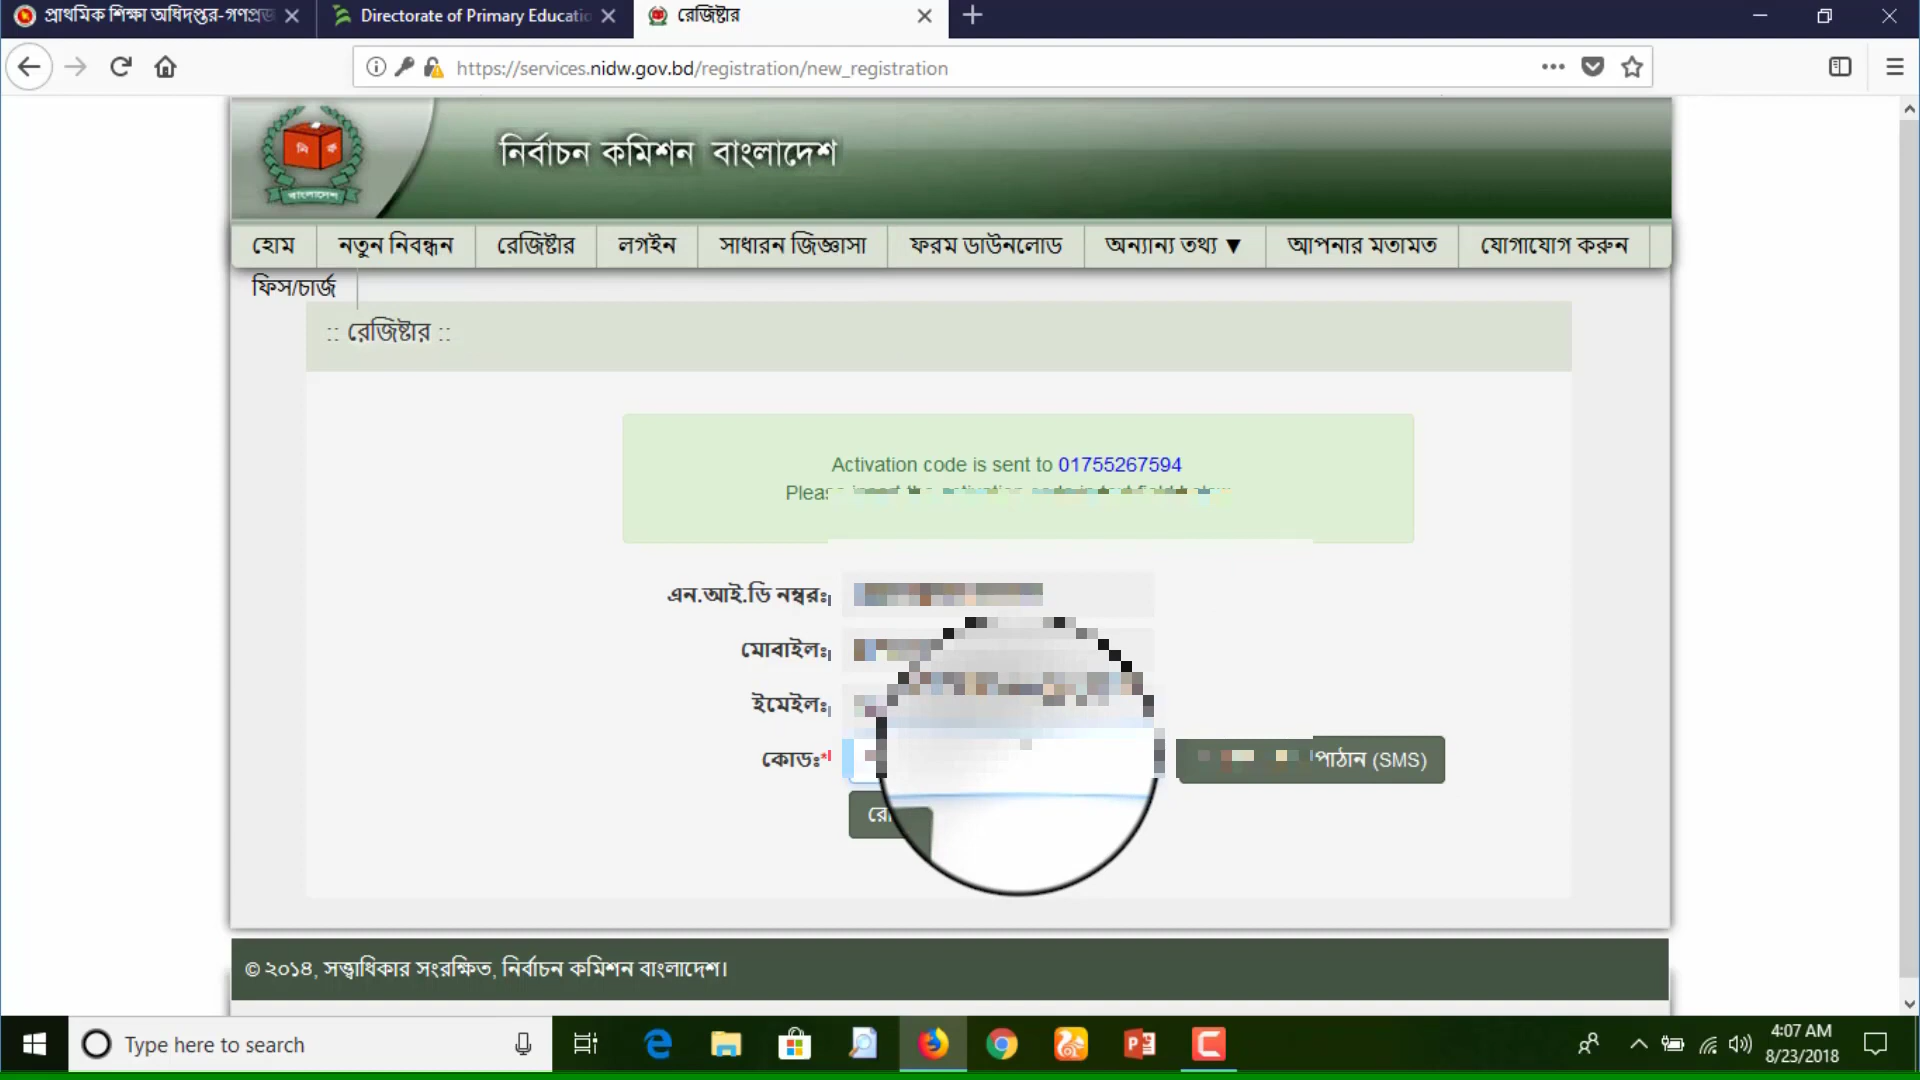 প্রাথমিক শিক্ষা অধিদপ্তর-গণপ্রজ
Directorate of Primary Educatio
রেজিষ্টার
https://services.nidw.gov.bd/registration/new_registration
নির্বাচন কমিশন বাংলাদেশ
নি ক
বাংলাদেশ
হোম
নতুন নিবন্ধন
রেজিষ্টার
লগইন
সাধারন জিজ্ঞাসা
ফরম ডাউনলোড
অন্যান্য তথ্য ▼
আপনার মতামত
যোগাযোগ করুন
ফিস/চার্জ
:: রেজিষ্টার ::
Activation code is sent to 01755267594
এন.আই.ডি নম্বরঃ
মোবাইলঃ
ইমেইলঃ
কোডঃ*
পাঠান (SMS)
© ২০১৪, সত্ত্বাধিকার সংরক্ষিত, নির্বাচন কমিশন বাংলাদেশ।
Type here to search
4:07 AM
8/23/2018